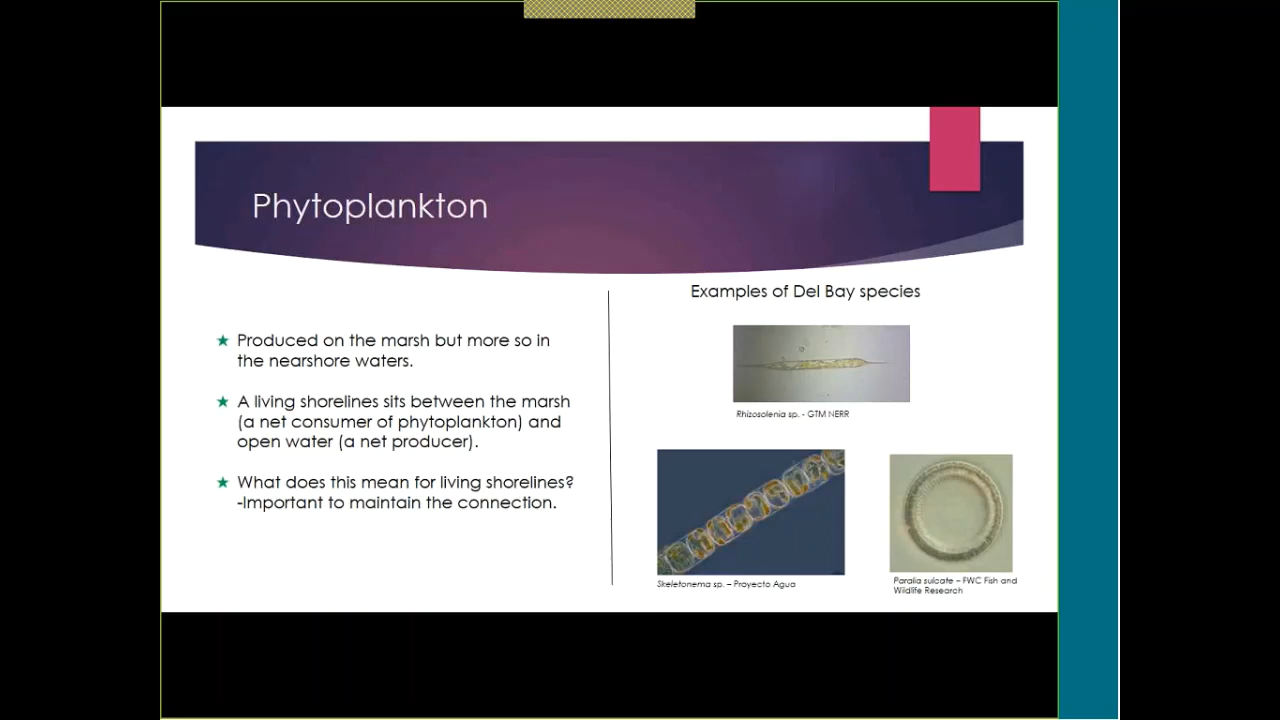 Phytoplankton
Produced on the marsh but more so in
the nearshore waters.
A living shorelines sits between the marsh
(a net consumer of phytoplankton) and
open water (a net producer).
What does this mean for living shorelines?
-Important to maintain the connection.
Examples of Del Bay species
Rhizosolenia sp. - GTM NERR
Skeletonema sp. – Proyecto Agua
Paralia sulcate – FWC Fish and
Wildlife Research